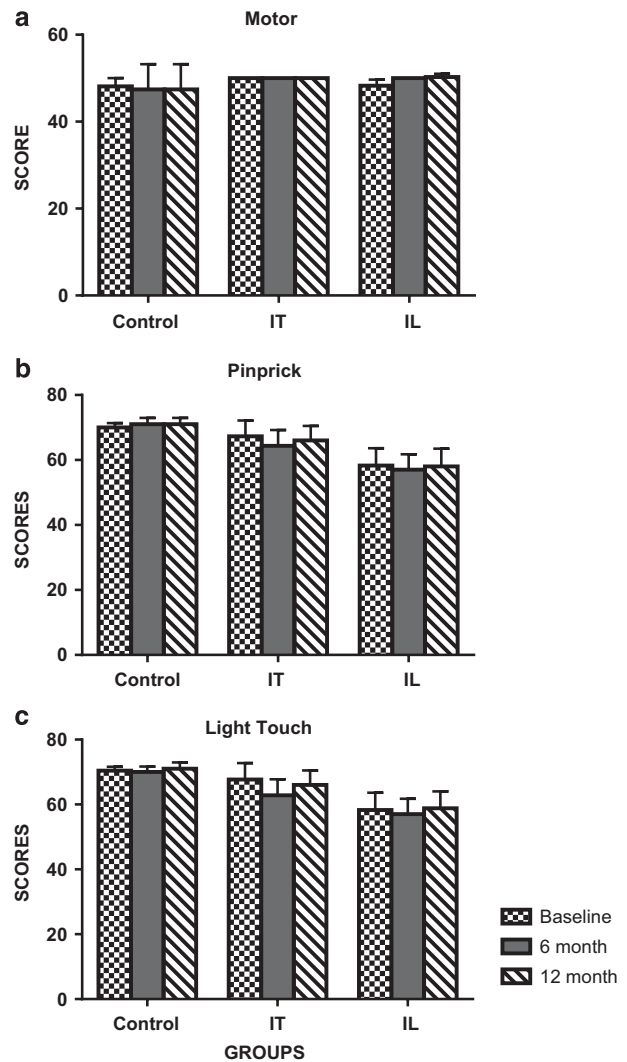 a
Motor
60
40
20
0
SCORE
Control IT IL
b
Pinprick
80
60
40
20
0
SCORES
Control IT IL
c
Light Touch
80
60
40
20
0
SCORES
Control IT IL
GROUPS
Baseline
6 month
12 month